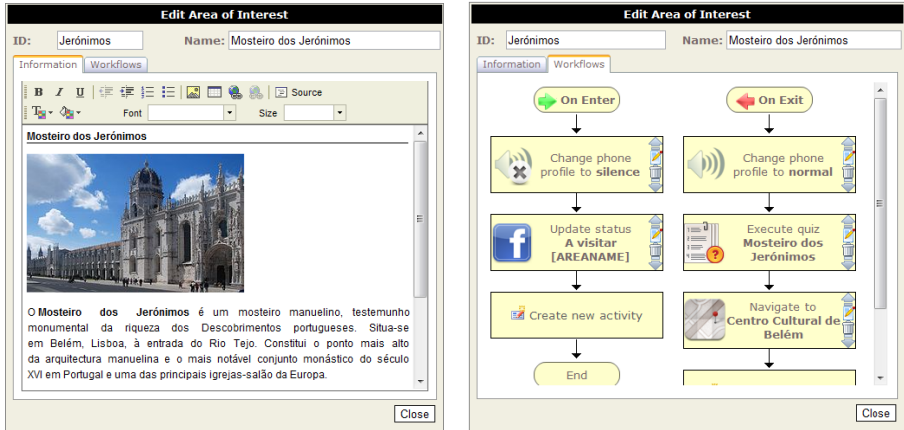 Edit Area of Interest
ID: Jerónimos Name: Mosteiro dos Jerónimos
Information Workflows
B I U Source
T Font Size
Mosteiro dos Jerónimos
O Mosteiro dos Jerónimos é um mosteiro manuelino, testemunho
monumental da riqueza dos Descobrimentos portugueses. Situa-se
em Belém, Lisboa, à entrada do Rio Tejo. Constitui o ponto mais alto
da arquitectura manuelina e o mais notável conjunto monástico do século
XVI em Portugal e uma das principais igrejas-salão da Europa.
Close
Edit Area of Interest
ID: Jerónimos Name: Mosteiro dos Jerónimos
Information Workflows
On Enter
Change phone
profile to silence
f
Update status
A visitar
[AREANAME]
Create new activity
End
On Exit
Change phone
profile to normal
?
Execute quiz
Mosteiro dos
Jerónimos
Navigate to
Centro Cultural de
Belém
Close